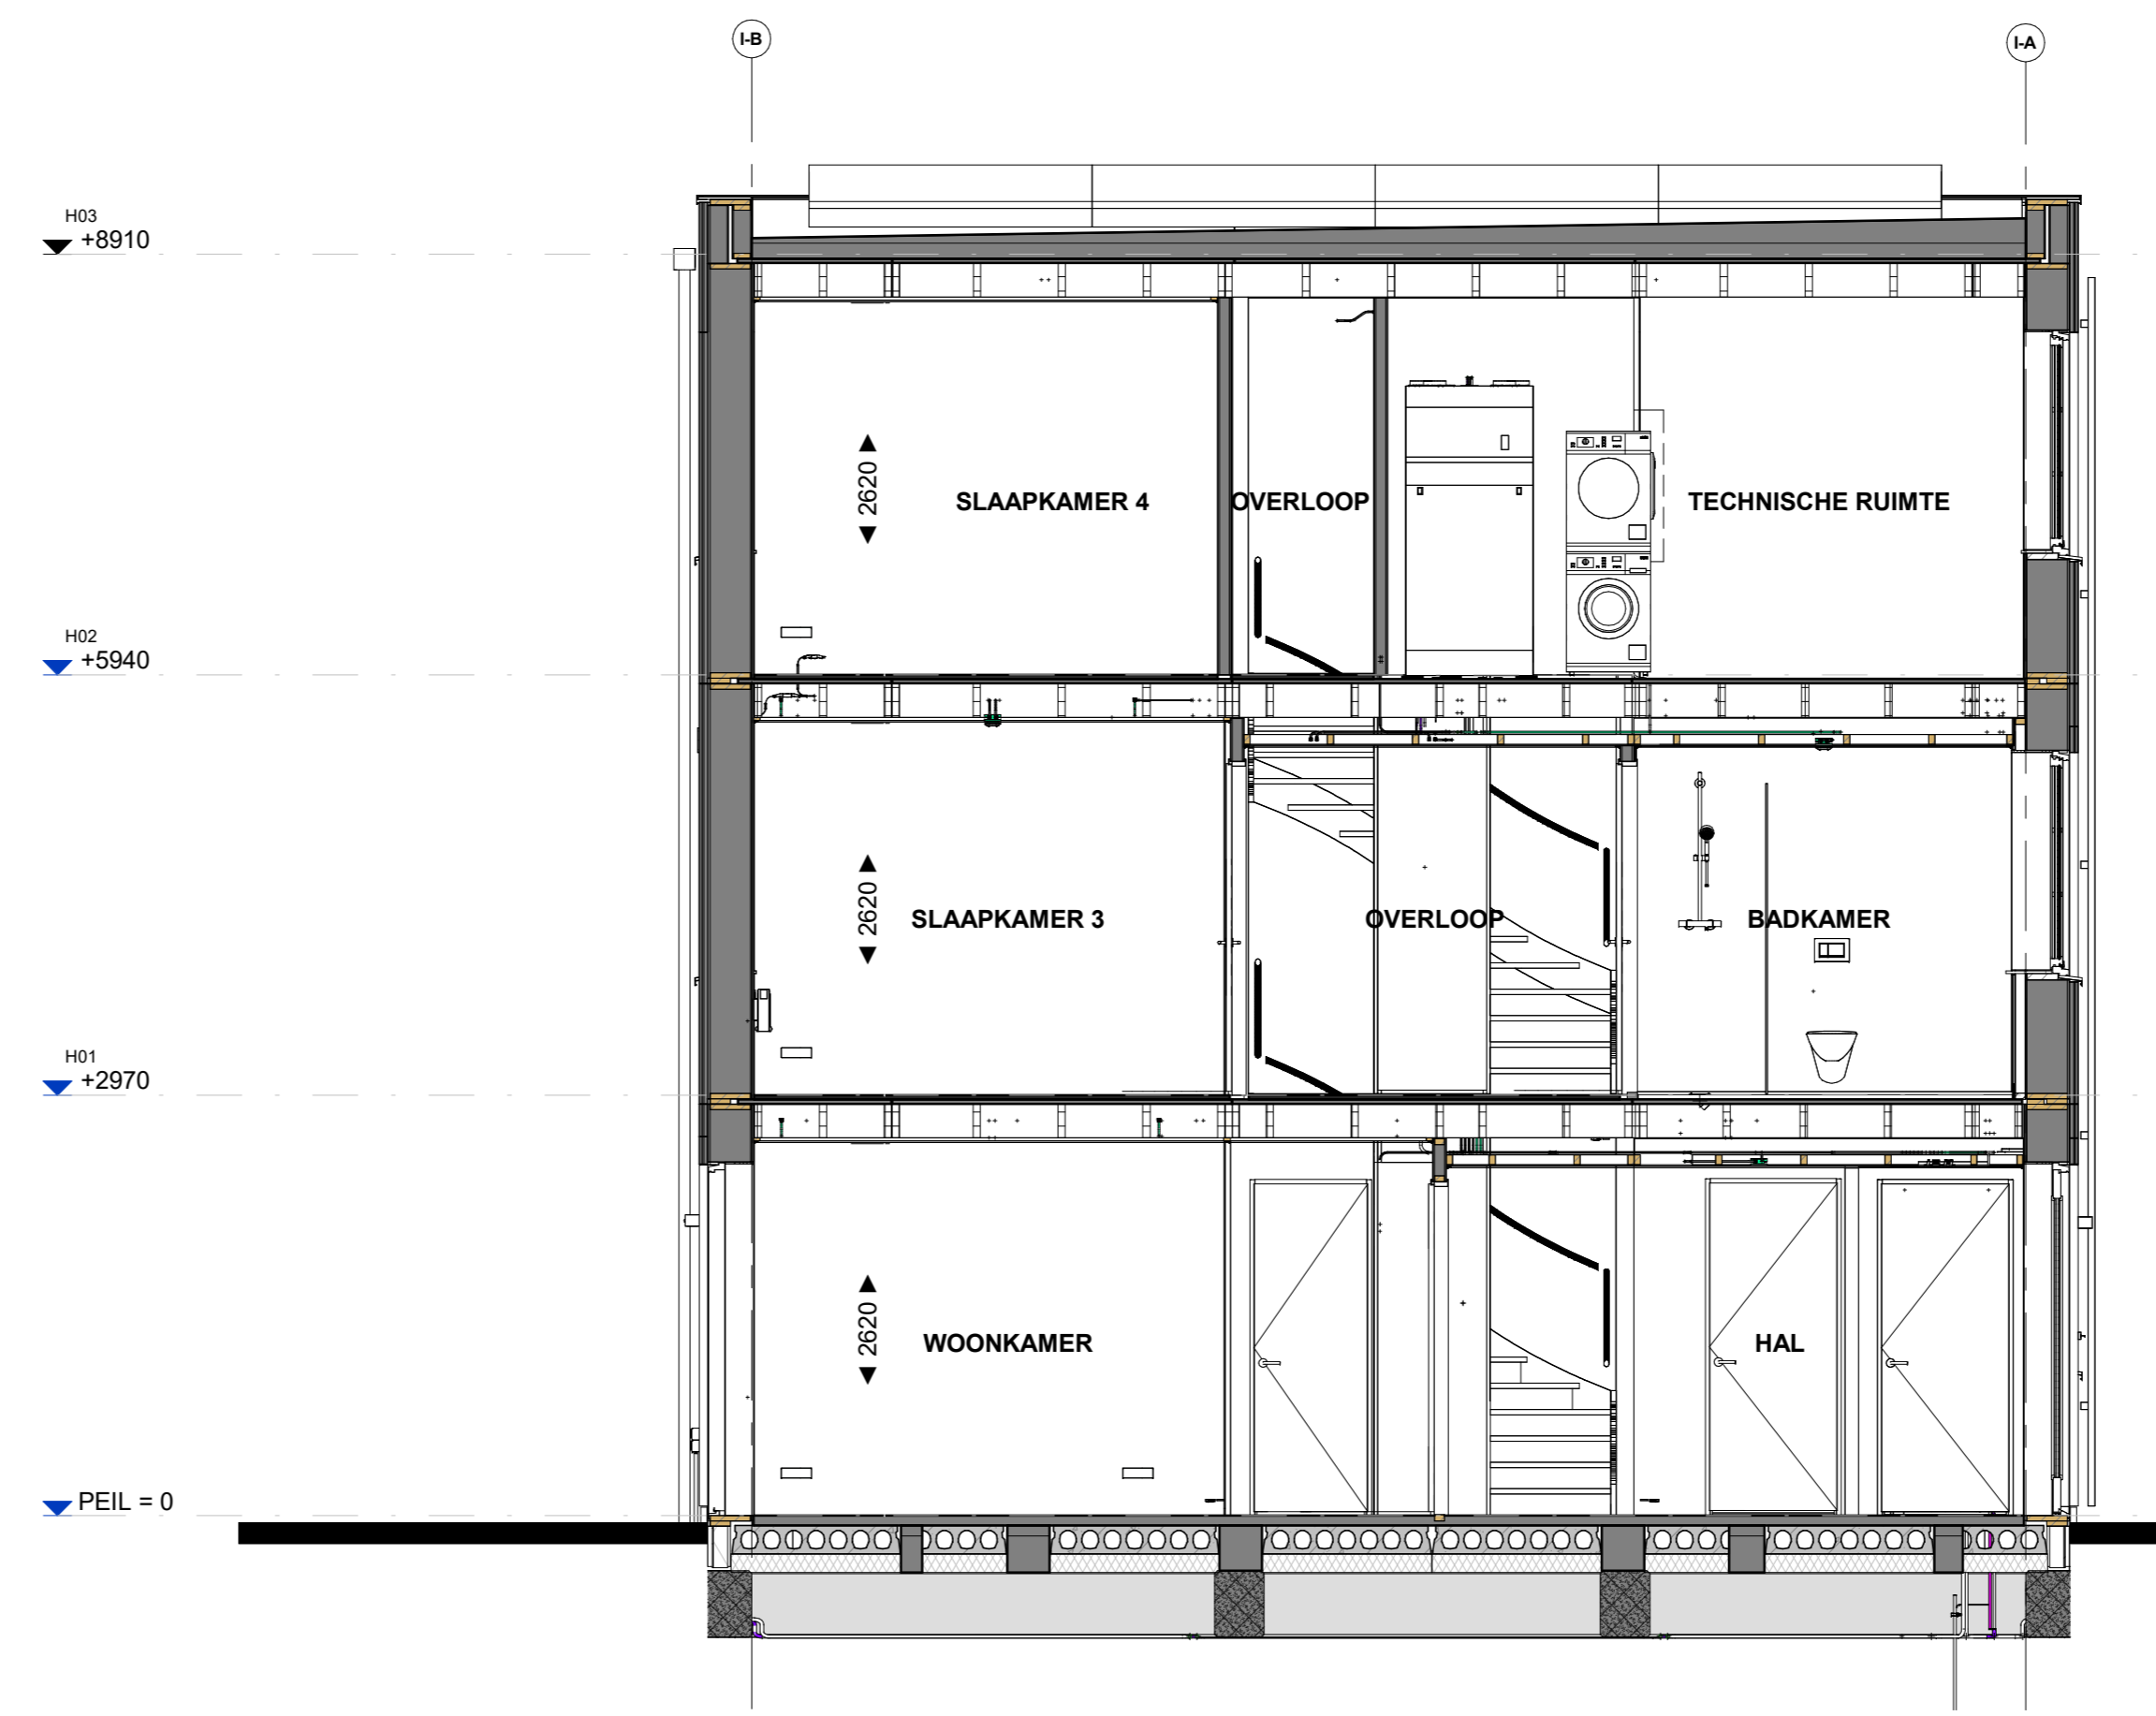 I-B
I-A
H03
+8910
2620
SLAAPKAMER 4
OVERLOOP
TECHNISCHE RUIMTE
H02
+5940
2620
SLAAPKAMER 3
OVERLOOP
BADKAMER
H01
+2970
2620
WOONKAMER
HAL
PEIL = 0